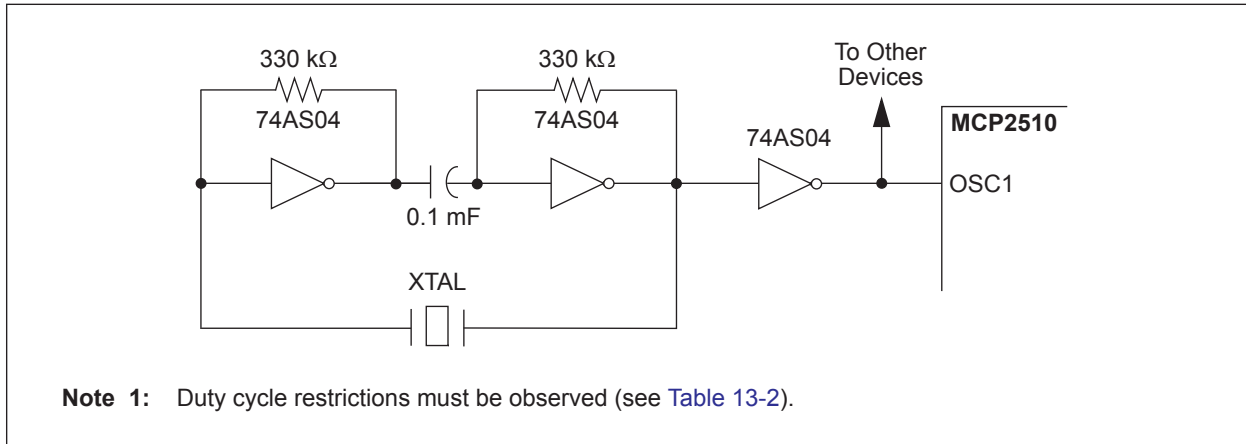 330 kΩ
74AS04
330 kΩ
74AS04
74AS04
To Other
Devices
MCP2510
OSC1
0.1 mF
XTAL
Note 1: Duty cycle restrictions must be observed (see Table 13-2).